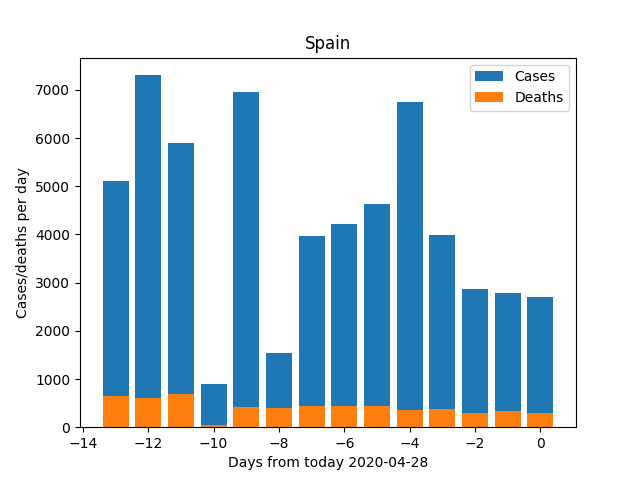 Spain
Cases
Deaths
Cases/deaths per day
7000
6000
5000
4000
3000
2000
1000
0
−14 −12 −10 −8 −6 −4 −2 0
Days from today 2020-04-28